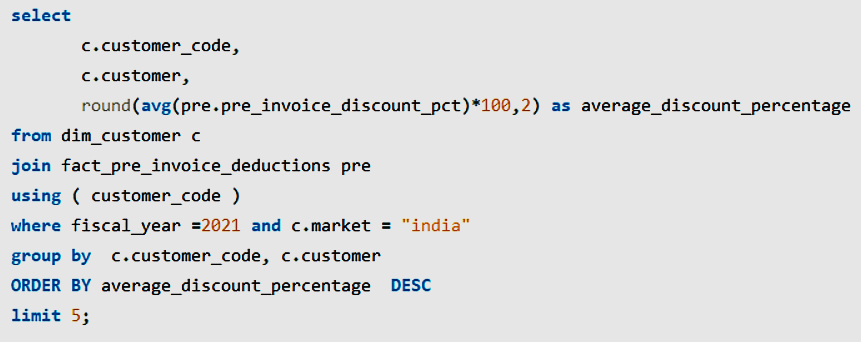 select
c.customer_code,
c.customer,
round(avg(pre.pre_invoice_discount_pct)*100,2) as average_discount_percentage
from dim_customer c
join fact_pre_invoice_deductions pre
using ( customer_code )
where fiscal_year =2021 and c.market = "india"
group by  c.customer_code, c.customer
ORDER BY average_discount_percentage  DESC
limit 5;